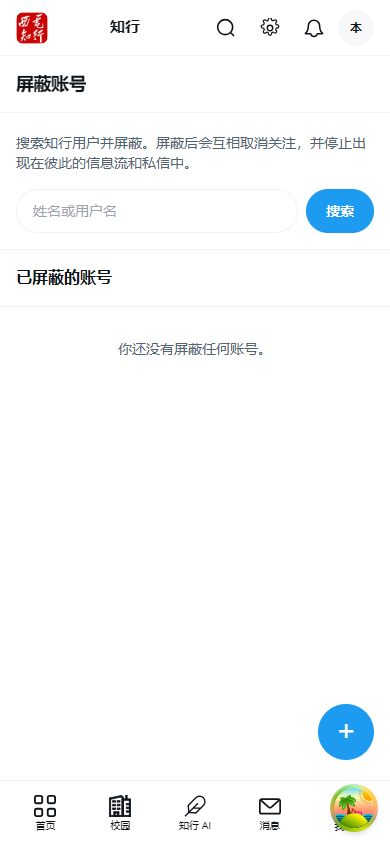 知行
本
屏蔽账号
搜索知行用户并屏蔽。屏蔽后会互相取消关注，并停止出
现在彼此的信息流和私信中。
姓名或用户名
搜索
已屏蔽的账号
你还没有屏蔽任何账号。
首页
校园
知行 AI
消息